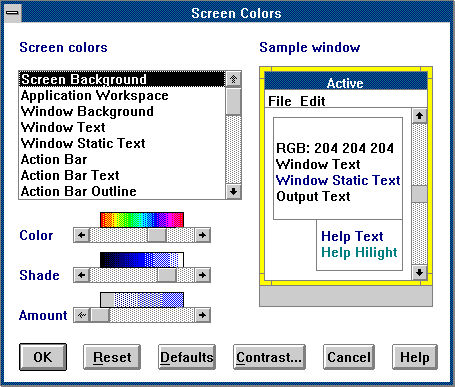 Screen Colors
Screen colors
Screen Background
Application Workspace
Window Background
Window Text
Window Static Text
Action Bar
Action Bar Text
Action Bar Outline
Color
Shade
Amount
Sample window
Active
File Edit
RGB: 204 204 204
Window Text
Window Static Text
Output Text
Help Text
Help Hilight
OK Reset Defaults Contrast... Cancel Help